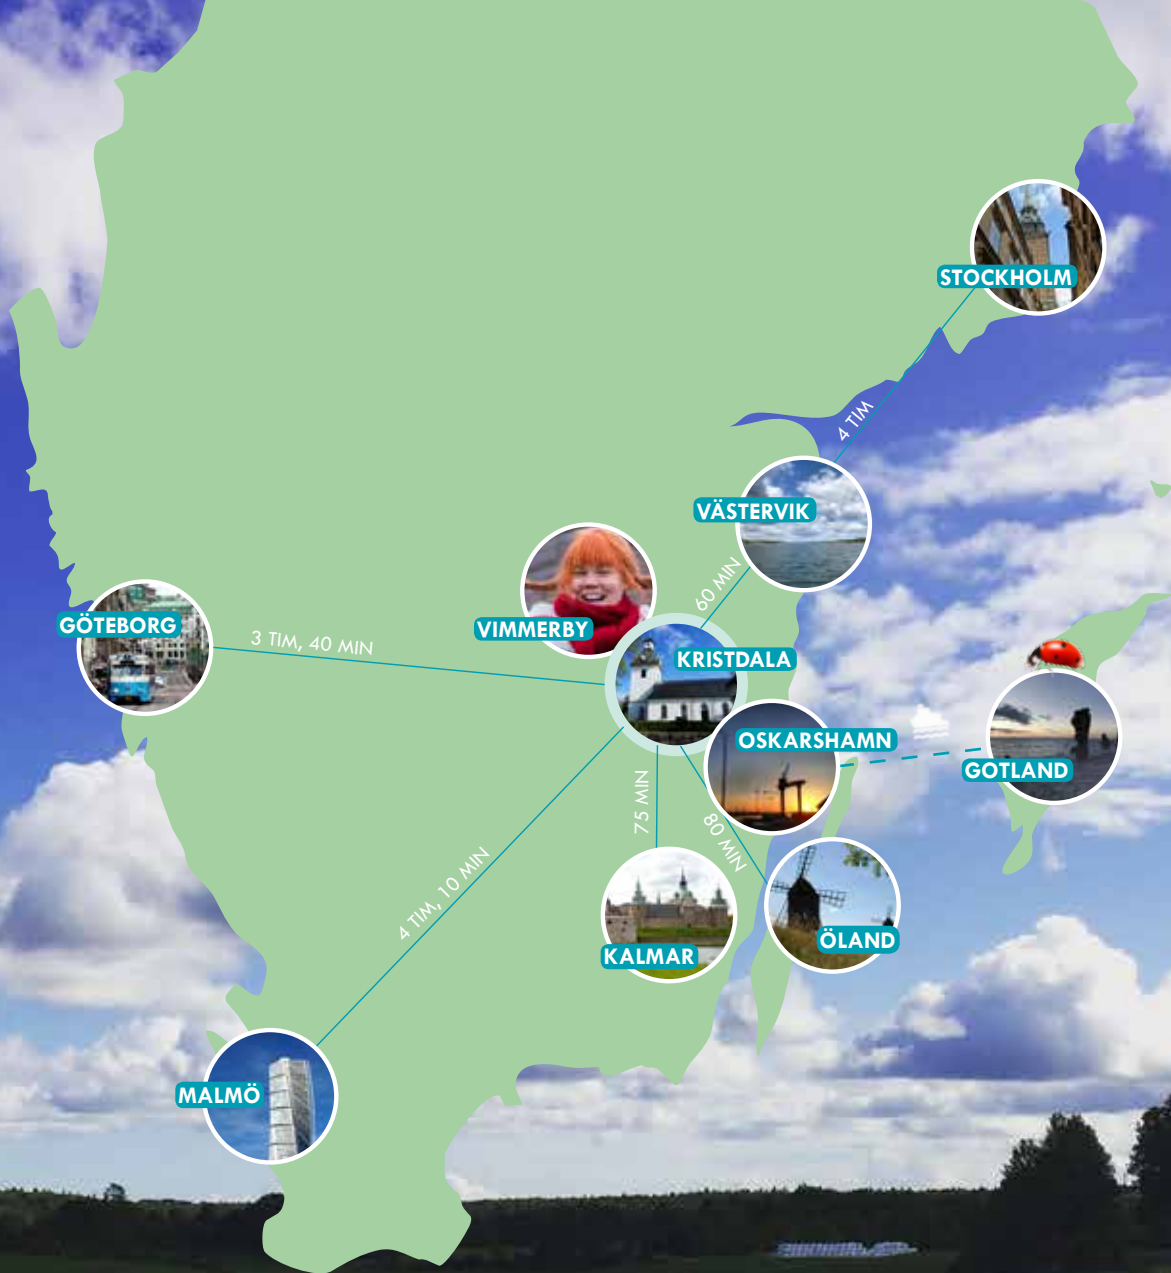 STOCKHOLM
4 TIM
VÄSTERVIK
60 MIN
VIMMERBY
GÖTEBORG
3 TIM, 40 MIN
KRISTDALA
OSKARSHAMN
GOTLAND
75 MIN
80 MIN
4 TIM, 10 MIN
ÖLAND
KALMAR
MALMÖ